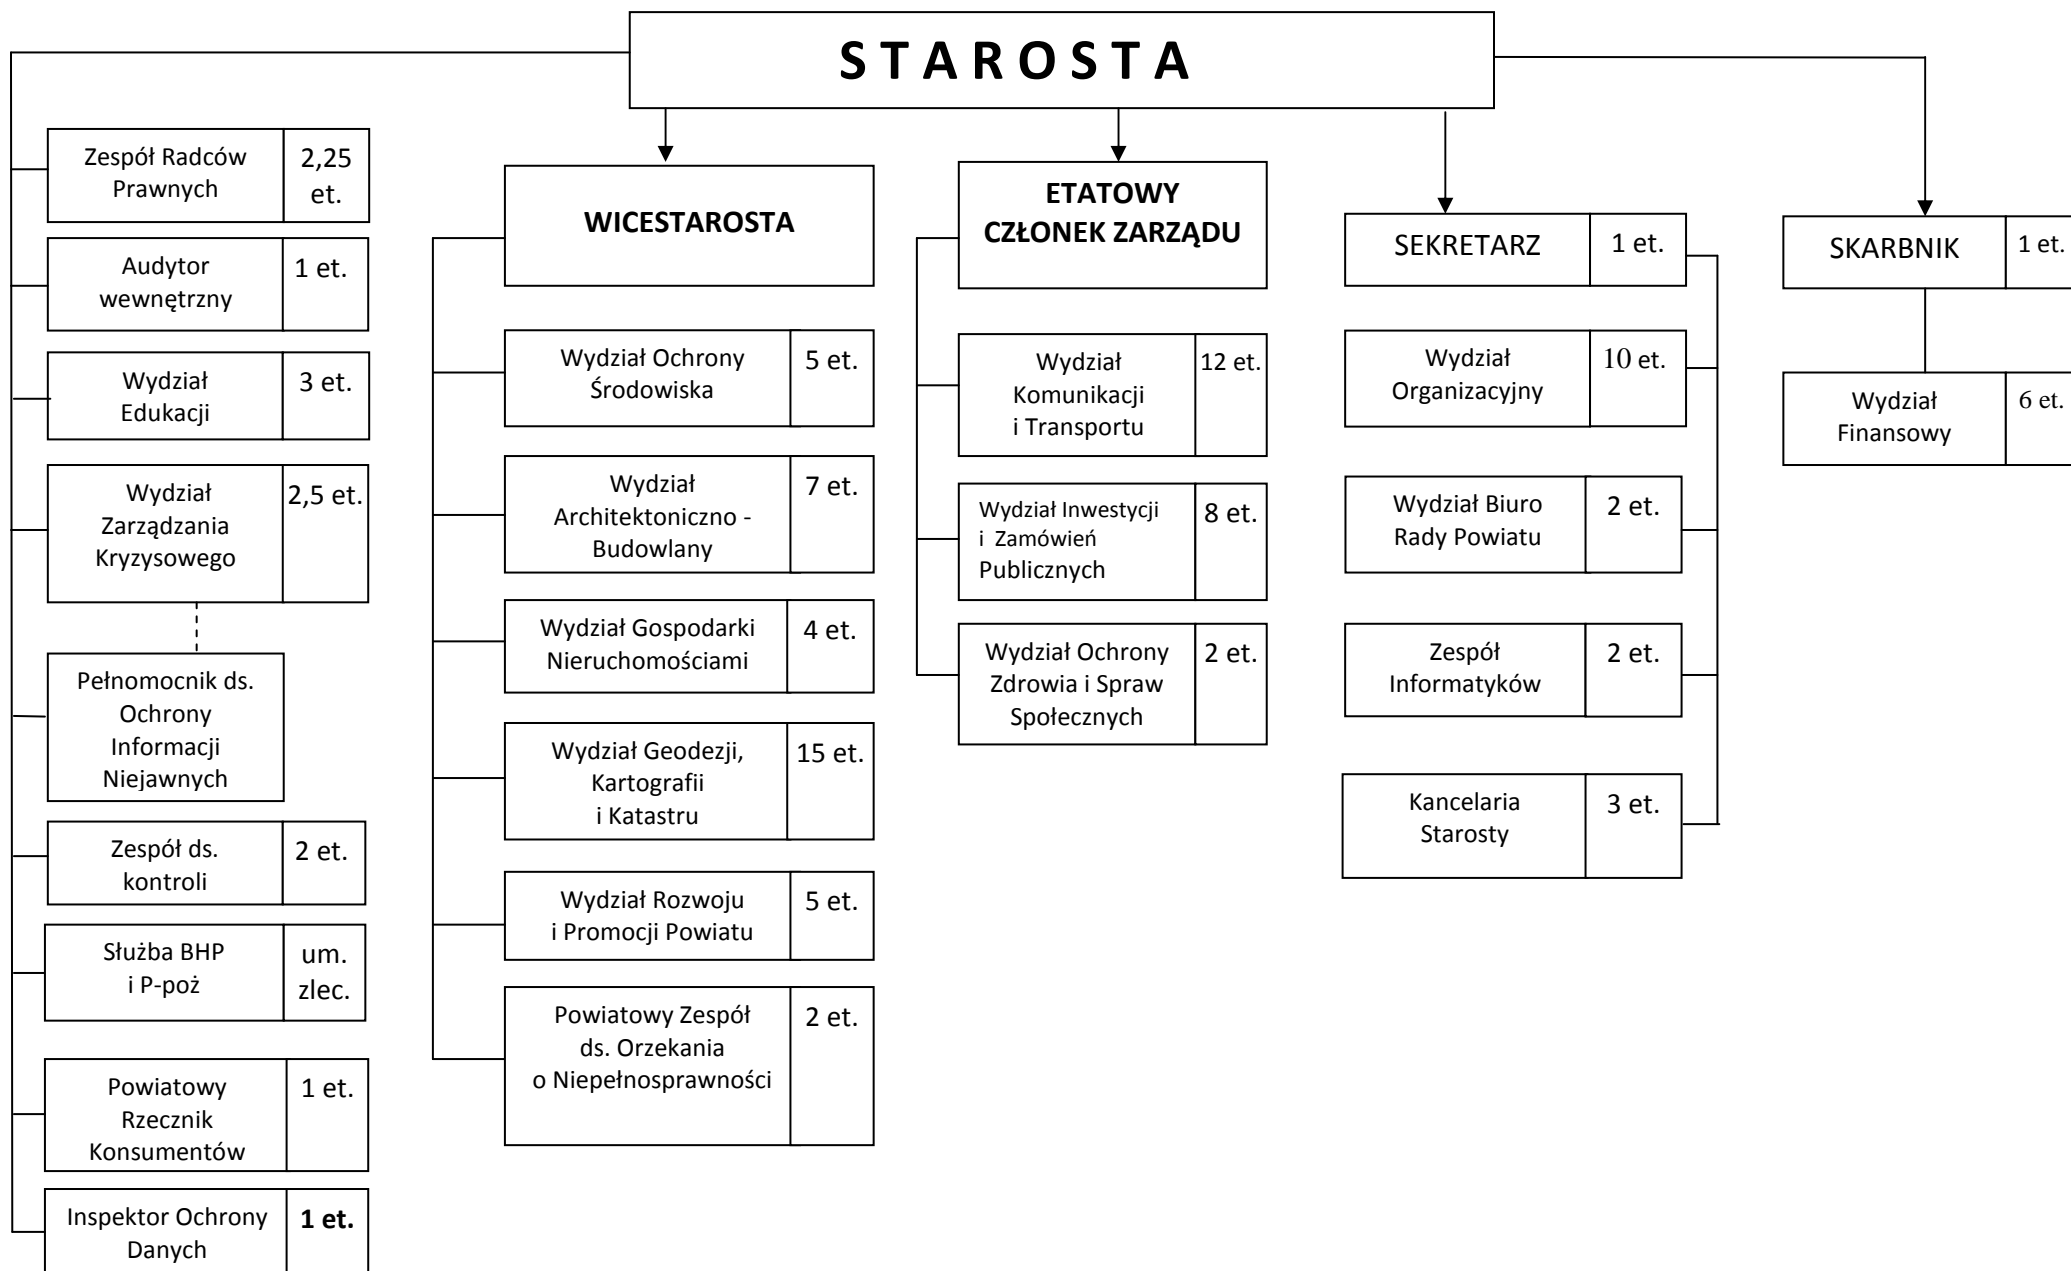 S T A R O S T A
Zespół Radców
Prawnych
2,25
et.
Audytor
wewnętrzny
1 et.
Wydział
Edukacji
3 et.
Wydział
Zarządzania
Kryzysowego
2,5 et.
Pełnomocnik ds.
Ochrony
Informacji
Niejawnych
Zespół ds.
kontroli
2 et.
Służba BHP
i P-poż
um.
zlec.
Powiatowy
Rzecznik
Konsumentów
1 et.
Inspektor Ochrony
Danych
1 et.
WICESTAROSTA
Wydział Ochrony
Środowiska
5 et.
Wydział
Architektoniczno -
Budowlany
7 et.
Wydział Gospodarki
Nieruchomościami
4 et.
Wydział Geodezji,
Kartografii
i Katastru
15 et.
Wydział Rozwoju
i Promocji Powiatu
5 et.
Powiatowy Zespół
ds. Orzekania
o Niepełnosprawności
2 et.
ETATOWY
CZŁONEK ZARZĄDU
Wydział
Komunikacji
i Transportu
12 et.
Wydział Inwestycji
i Zamówień
Publicznych
8 et.
Wydział Ochrony
Zdrowia i Spraw
Społecznych
2 et.
SEKRETARZ
1 et.
Wydział
Organizacyjny
10 et.
Wydział Biuro
Rady Powiatu
2 et.
Zespół
Informatyków
2 et.
Kancelaria
Starosty
3 et.
SKARBNIK
1 et.
Wydział
Finansowy
6 et.